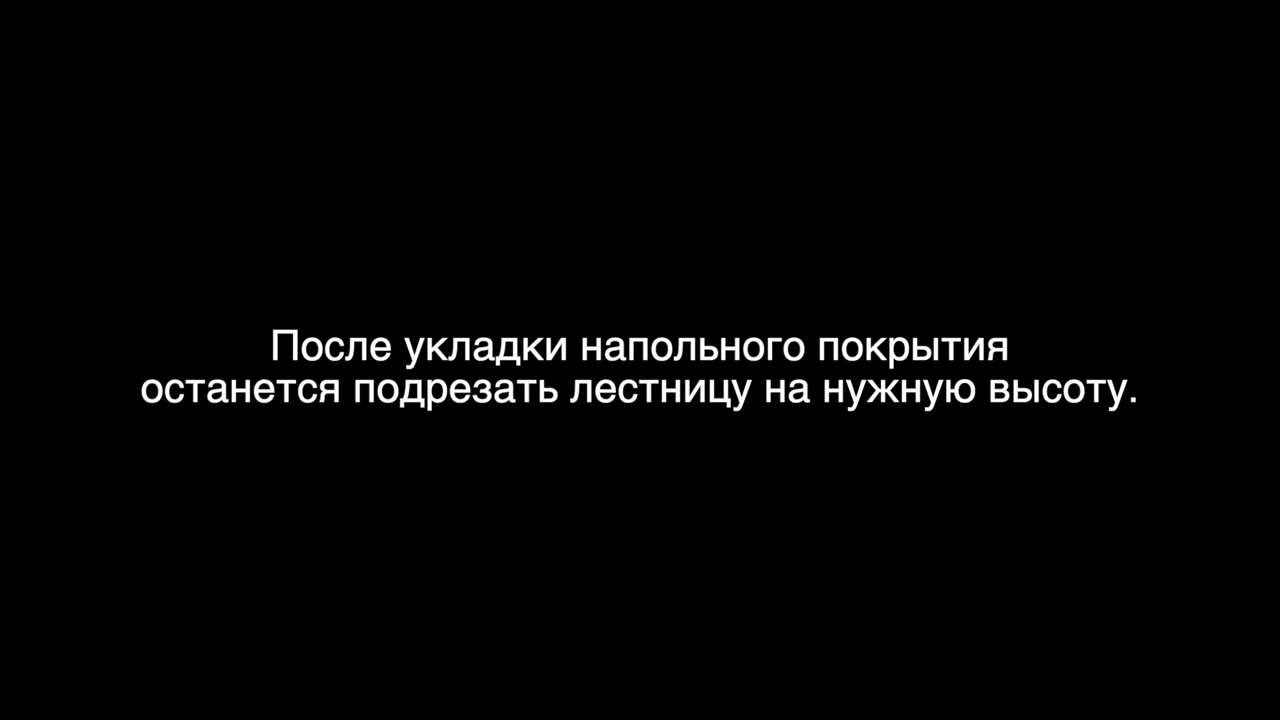 После укладки напольного покрытия
останется подрезать лестницу на нужную высоту.